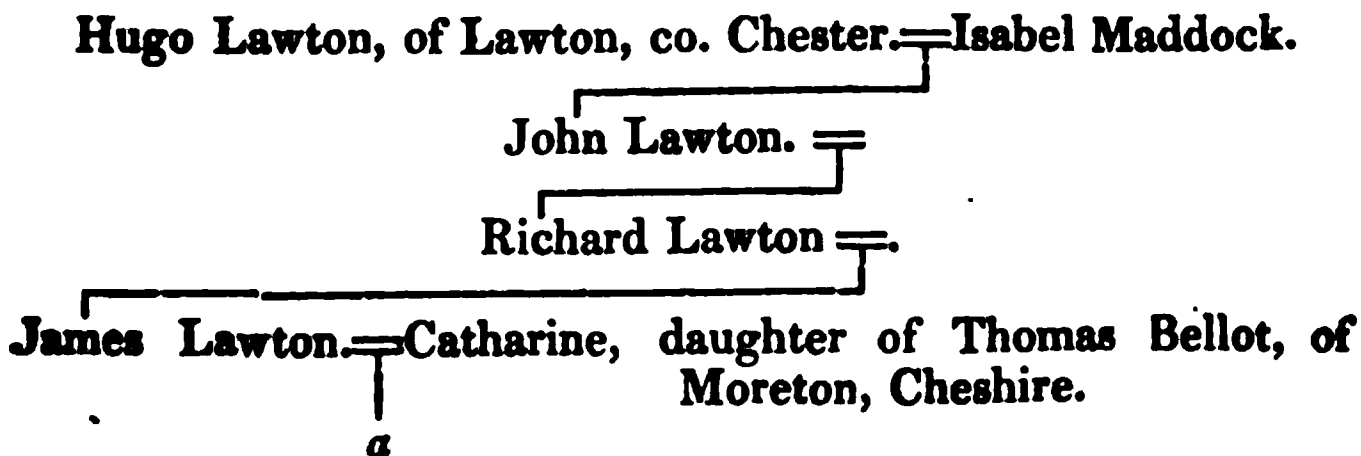 Hugo Lawton, of Lawton, co. Chester.=Isabel Maddock.
John Lawton. =
Richard Lawton =.
James Lawton.=Catharine, daughter of Thomas Bellot, of
Moreton, Cheshire.
a